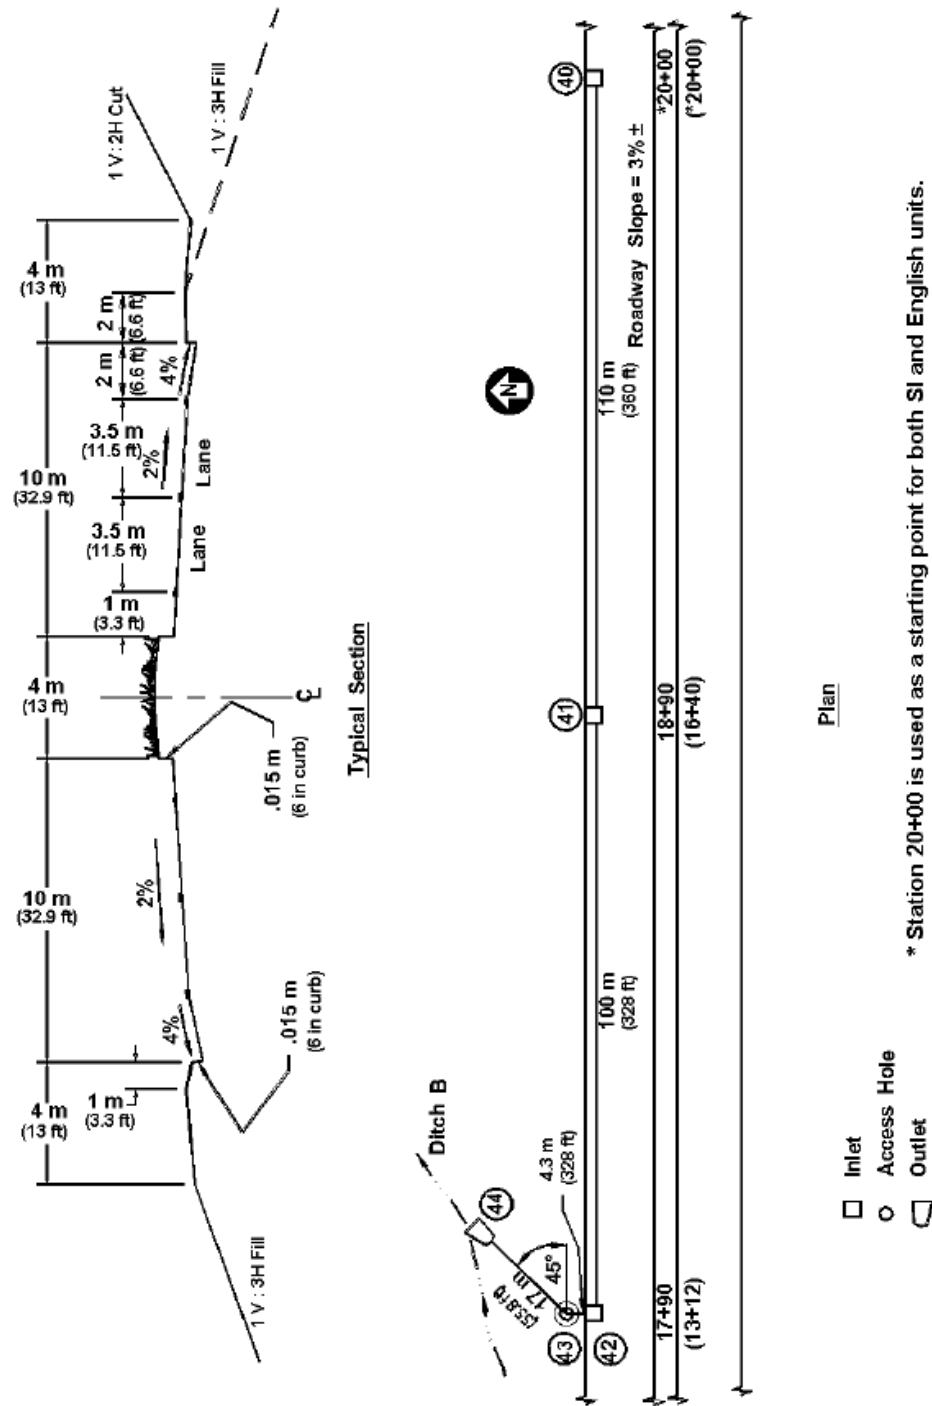 4 m
(13 ft)
10 m
(32.9 ft)
4 m
(13 ft)
10 m
(32.9 ft)
4 m
(13 ft)
1 m
(3.3 ft)
1 m
(3.3 ft)
3.5 m
(11.5 ft)
3.5 m
(11.5 ft)
2 m
(6.6 ft)
2 m
(6.6 ft)
4%
2%
2%
4%
Lane
Lane
1 V : 2H Cut
1 V : 3H Fill
1 V : 3H Fill
.015 m
(6 in curb)
.015 m
(6 in curb)
C
L
Typical Section
Ditch B
44
17 m
(55.8 ft)
45°
4.3 m
(328 ft)
43
42
41
40
N
100 m
(328 ft)
110 m
(360 ft)
Roadway Slope = 3% ±
17+90
(13+12)
18+90
(16+40)
*20+00
(*20+00)
Plan
Inlet
Access Hole
Outlet
* Station 20+00 is used as a starting point for both SI and English units.